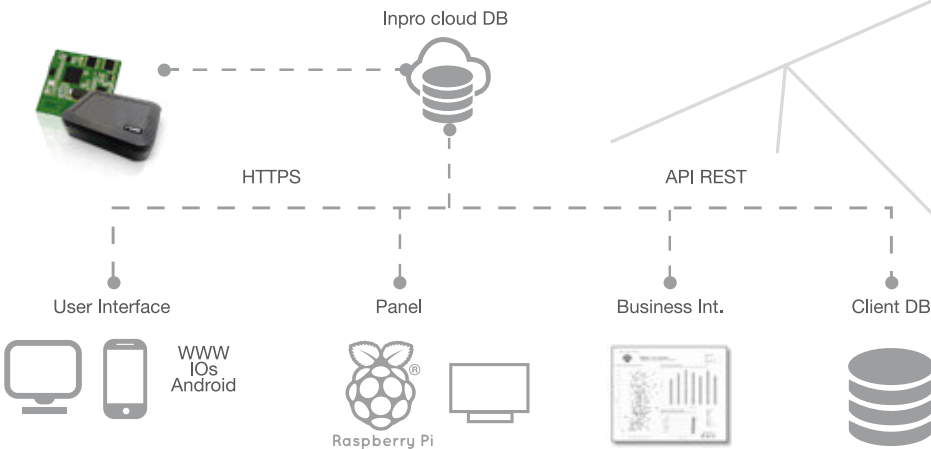 Inpro cloud DB
HTTPS
API REST
User Interface
Panel
Business Int.
Client DB
WWW
IOs
Android
®
Raspberry Pi